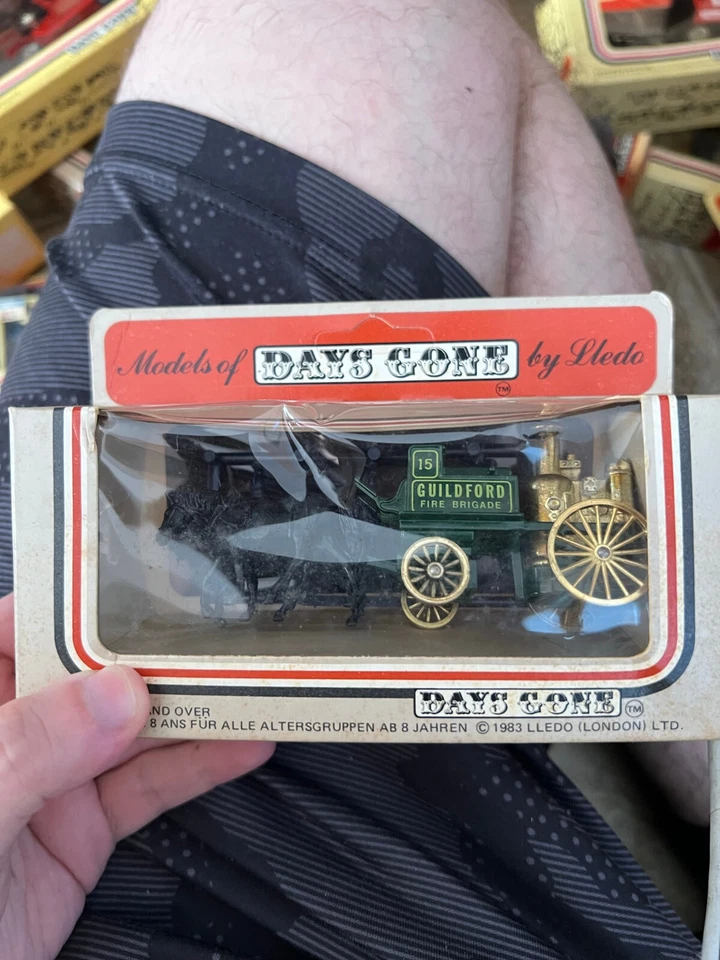 Models of DAYS GONE by Lledo
TM
15
GUILDFORD
FIRE BRIGADE
DAYS GONE TM
AND OVER
8 ANS FÜR ALLE ALTERSGRUPPEN AB 8 JAHREN © 1983 LLEDO (LONDON) LTD.